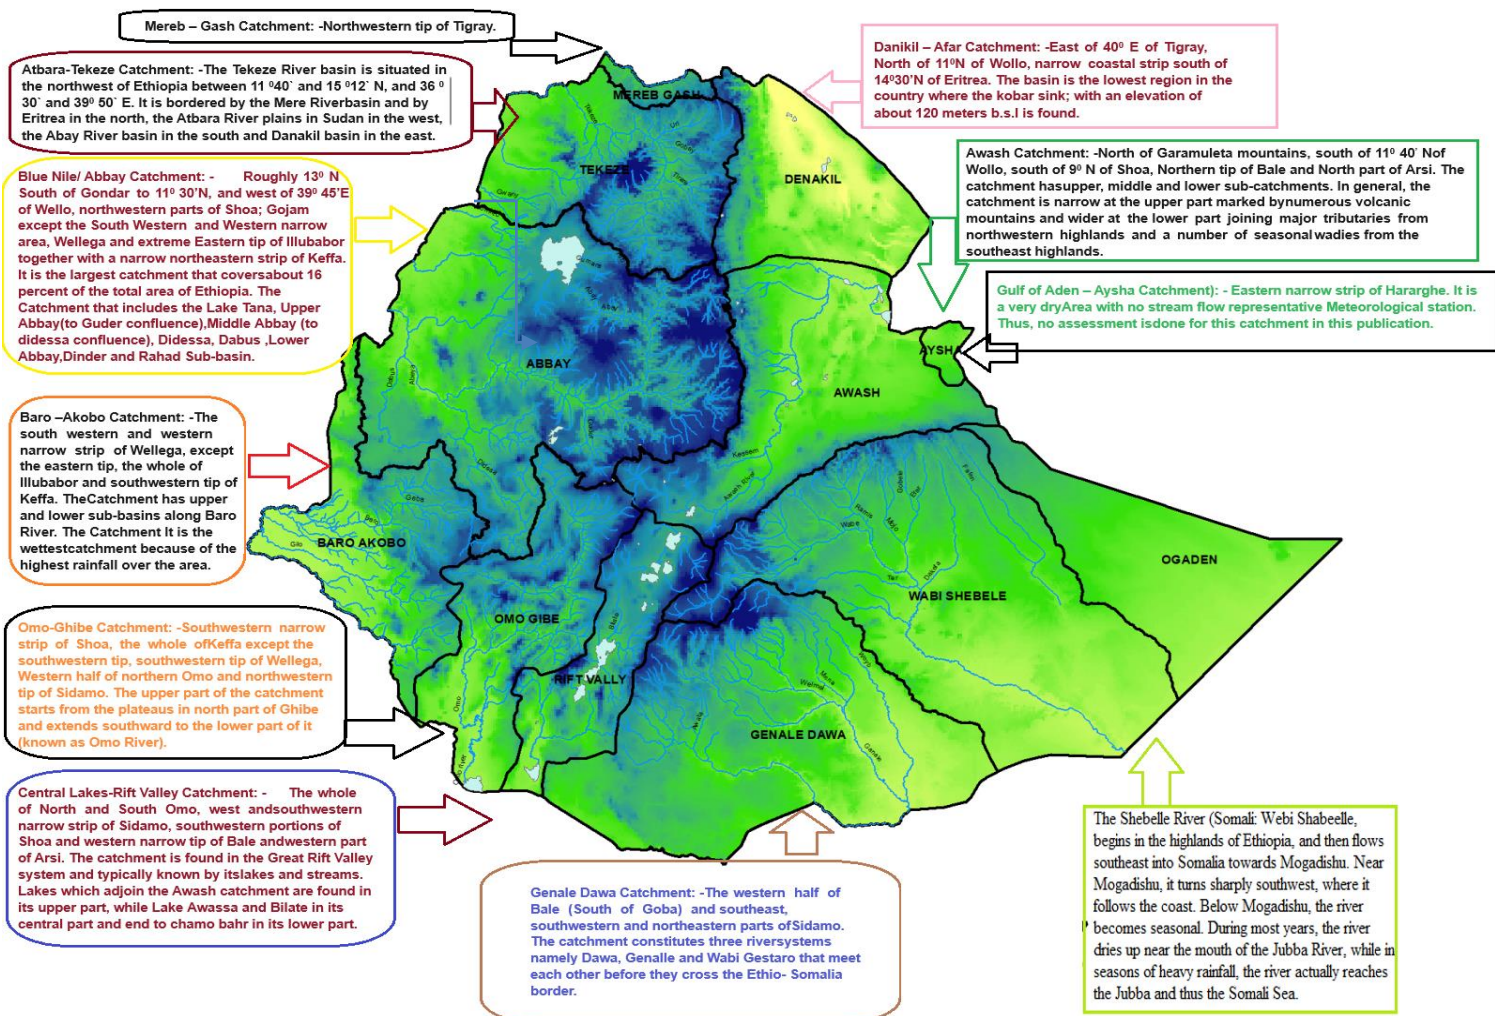 Mereb – Gash Catchment: -Northwestern tip of Tigray.
Atbara-Tekeze Catchment: -The Tekeze River basin is situated in
the northwest of Ethiopia between 11 ⁰40` and 15 ⁰12` N, and 36 ⁰
30` and 39⁰ 50` E. It is bordered by the Mere Riverbasin and by
Eritrea in the north, the Atbara River plains in Sudan in the west,
the Abay River basin in the south and Danakil basin in the east.
Blue Nile/ Abbay Catchment: - Roughly 13⁰ N
South of Gondar to 11⁰ 30'N, and west of 39⁰ 45'E
of Wello, northwestern parts of Shoa; Gojam
except the South Western and Western narrow
area, Wellega and extreme Eastern tip of Illubabor
together with a narrow northeastern strip of Keffa.
It is the largest catchment that coversabout 16
percent of the total area of Ethiopia. The
Catchment that includes the Lake Tana, Upper
Abbay(to Guder confluence),Middle Abbay (to
didessa confluence), Didessa, Dabus ,Lower
Abbay,Dinder and Rahad Sub-basin.
Baro –Akobo Catchment: -The
south western and western
narrow strip of Wellega, except
the eastern tip, the whole of
Illubabor and southwestern tip of
Keffa. TheCatchment has upper
and lower sub-basins along Baro
River. The Catchment It is the
wettestcatchment because of the
highest rainfall over the area.
Omo-Ghibe Catchment: -Southwestern narrow
strip of Shoa, the whole ofKeffa except the
southwestern tip, southwestern tip of Wellega,
Western half of northern Omo and northwestern
tip of Sidamo. The upper part of the catchment
starts from the plateaus in north part of Ghibe
and extends southward to the lower part of it
(known as Omo River).
Central Lakes-Rift Valley Catchment: - The whole
of North and South Omo, west andsouthwestern
narrow strip of Sidamo, southwestern portions of
Shoa and western narrow tip of Bale andwestern part
of Arsi. The catchment is found in the Great Rift Valley
system and typically known by itslakes and streams.
Lakes which adjoin the Awash catchment are found in
its upper part, while Lake Awassa and Bilate in its
central part and end to chamo bahr in its lower part.
Danikil – Afar Catchment: -East of 40⁰ E of Tigray,
North of 11⁰N of Wollo, narrow coastal strip south of
14⁰30'N of Eritrea. The basin is the lowest region in the
country where the kobar sink; with an elevation of
about 120 meters b.s.l is found.
Awash Catchment: -North of Garamuleta mountains, south of 11⁰ 40` Nof
Wollo, south of 9⁰ N of Shoa, Northern tip of Bale and North part of Arsi. The
catchment hasupper, middle and lower sub-catchments. In general, the
catchment is narrow at the upper part marked bynumerous volcanic
mountains and wider at the lower part joining major tributaries from
northwestern highlands and a number of seasonalwadies from the
southeast highlands.
Gulf of Aden – Aysha Catchment): - Eastern narrow strip of Hararghe. It is
a very dryArea with no stream flow representative Meteorological station.
Thus, no assessment isdone for this catchment in this publication.
Genale Dawa Catchment: -The western half of
Bale (South of Goba) and southeast,
southwestern and northeastern parts ofSidamo.
The catchment constitutes three riversystems
namely Dawa, Genalle and Wabi Gestaro that meet
each other before they cross the Ethio- Somalia
border.
The Shebelle River (Somali: Webi Shabeelle,
begins in the highlands of Ethiopia, and then flows
southeast into Somalia towards Mogadishu. Near
Mogadishu, it turns sharply southwest, where it
follows the coast. Below Mogadishu, the river
becomes seasonal. During most years, the river
dries up near the mouth of the Jubba River, while in
seasons of heavy rainfall, the river actually reaches
the Jubba and thus the Somali Sea.
MEREB GASH
TEKEZE
DENAKIL
ABBAY
AYSHA
AWASH
BARO AKOBO
OMO GIBE
RIFT VALLY
WABI SHEBELE
OGADEN
GENALE DAWA
Gumara
Abay
Dabus
Didessa
Kessem
Awash River
Geba
Baro
Gilo
Bilate
Omo
Ramis
Wabe
Mojo
Fafen
Welmel
Muna
Weyb
Genale
Awata